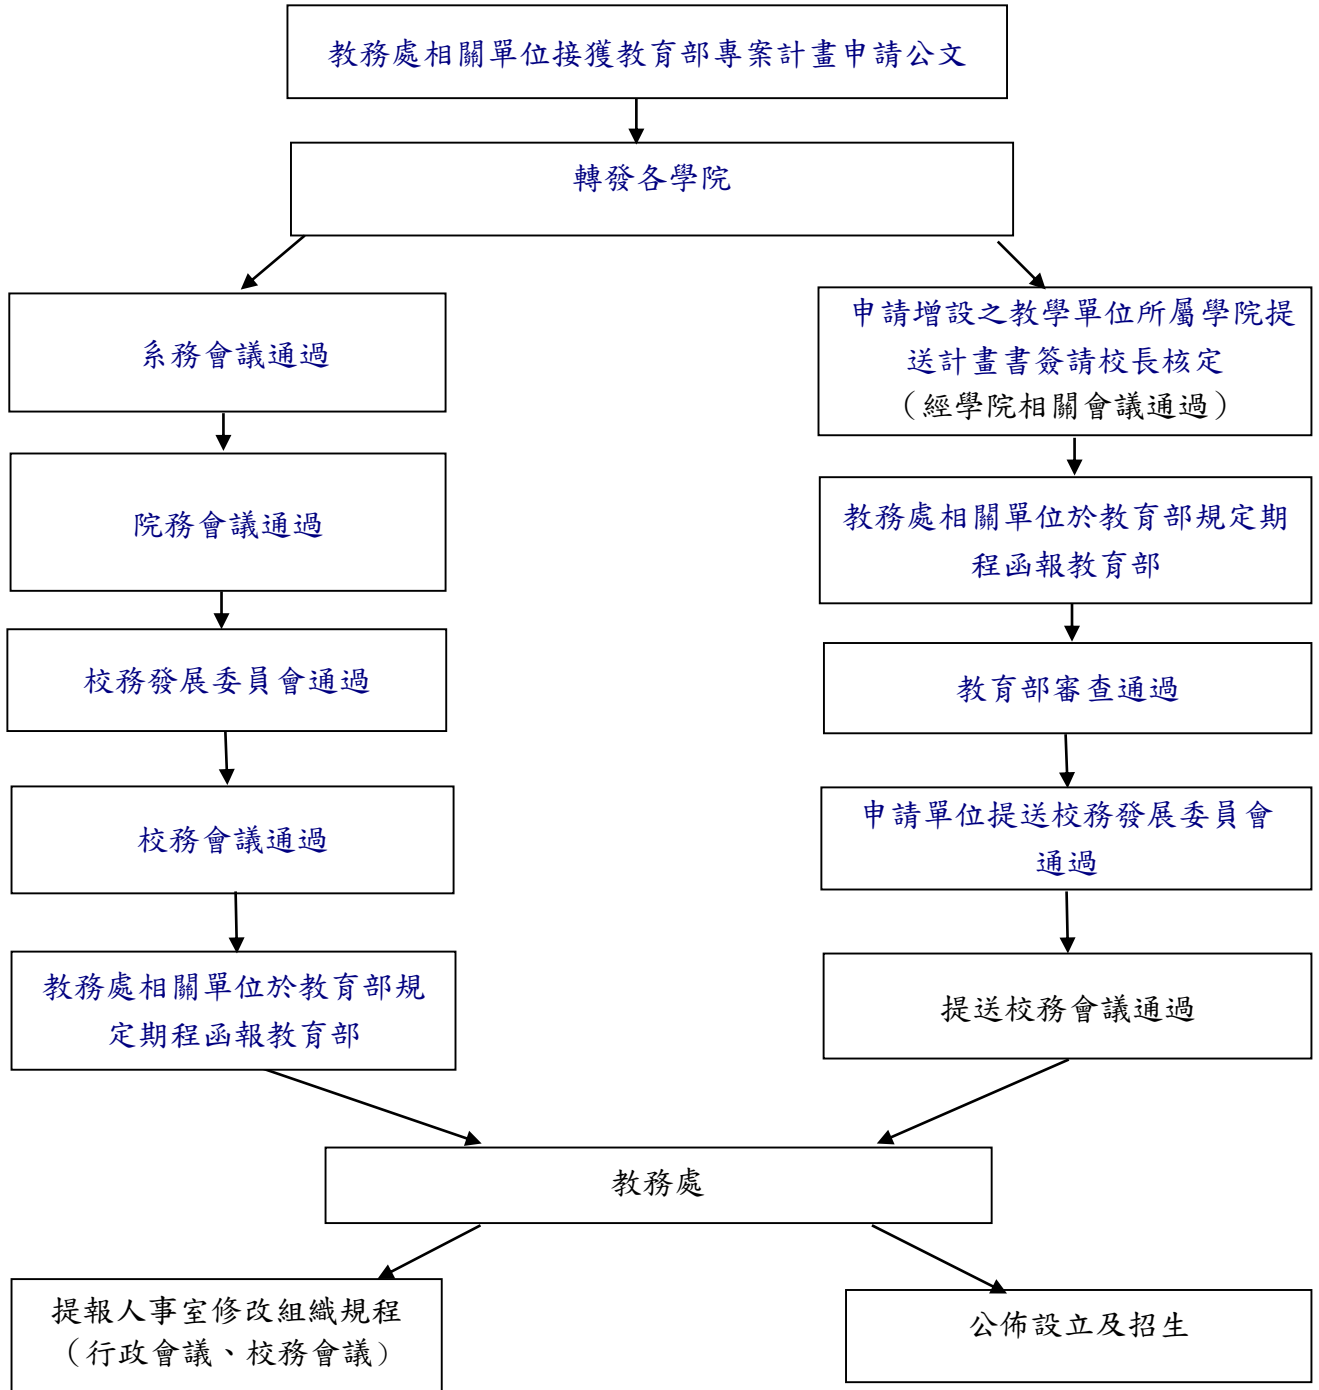 教務處相關單位接獲教育部專案計畫申請公文
轉發各學院
系務會議通過
院務會議通過
校務發展委員會通過
校務會議通過
教務處相關單位於教育部規
定期程函報教育部
申請增設之教學單位所屬學院提
送計畫書簽請校長核定
（經學院相關會議通過）
教務處相關單位於教育部規定期
程函報教育部
教育部審查通過
申請單位提送校務發展委員會
通過
提送校務會議通過
教務處
提報人事室修改組織規程
（行政會議、校務會議）
公佈設立及招生